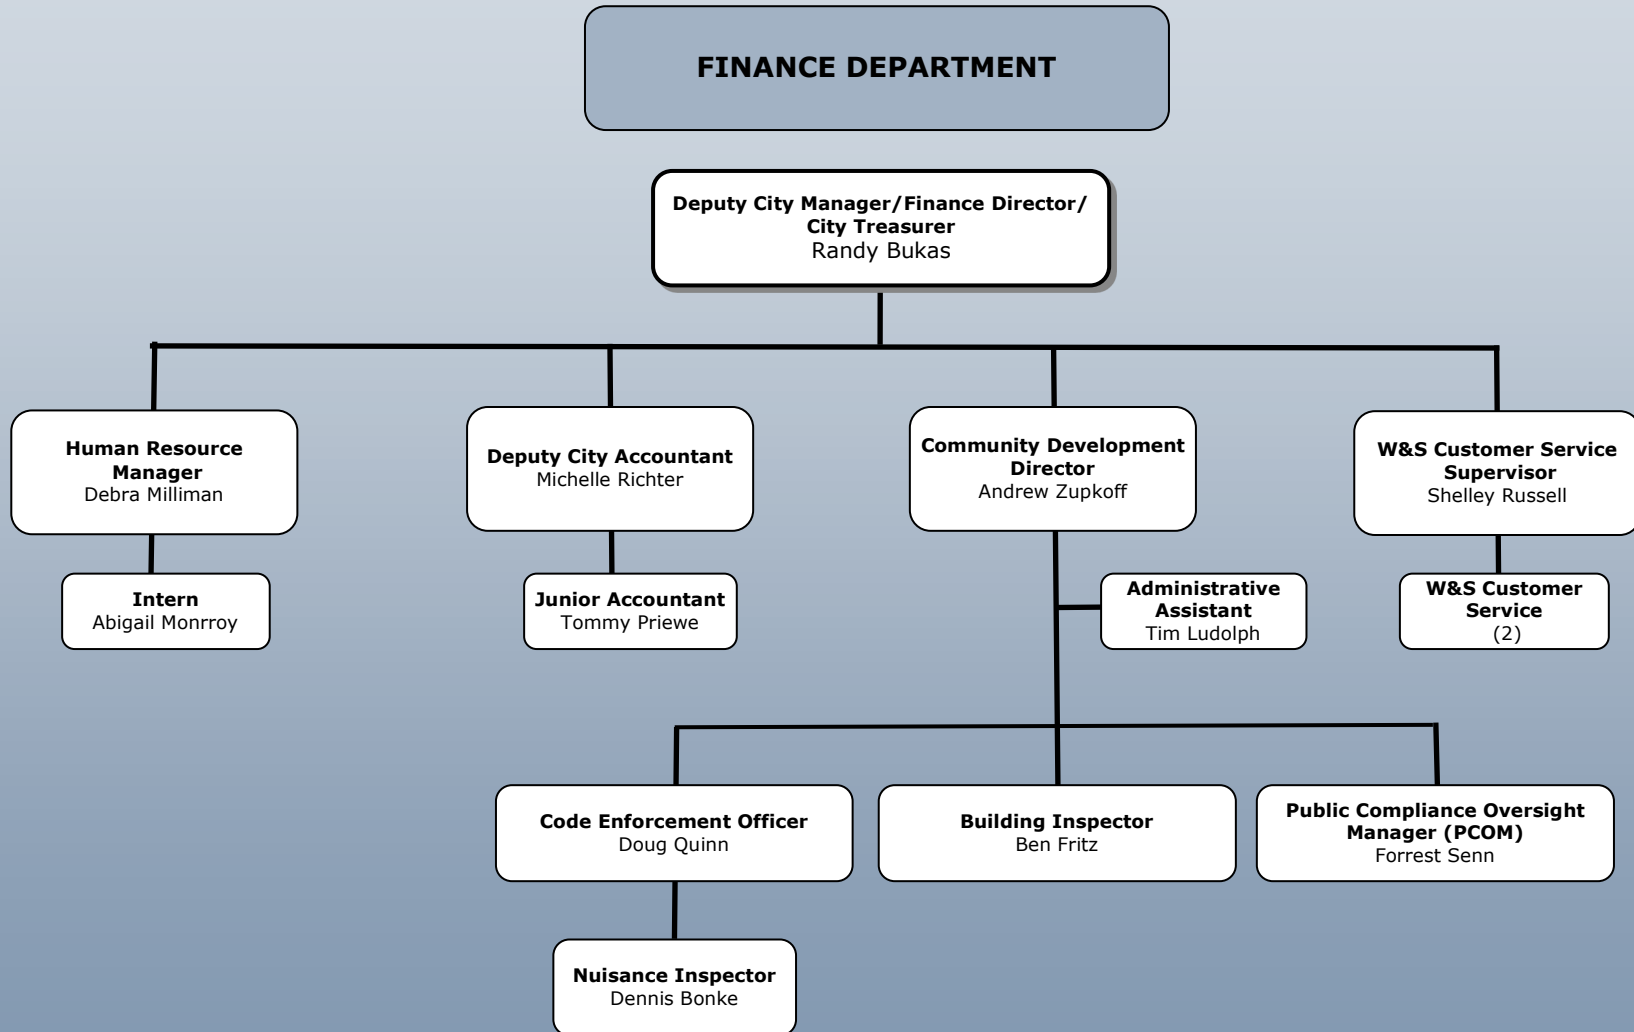 FINANCE DEPARTMENT
Deputy City Manager/Finance Director/
City Treasurer
Randy Bukas
Human Resource
Manager
Debra Milliman
Deputy City Accountant
Michelle Richter
Community Development
Director
Andrew Zupkoff
W&S Customer Service
Supervisor
Shelley Russell
Intern
Abigail Monrroy
Junior Accountant
Tommy Priewe
Administrative
Assistant
Tim Ludolph
W&S Customer
Service
(2)
Code Enforcement Officer
Doug Quinn
Building Inspector
Ben Fritz
Public Compliance Oversight
Manager (PCOM)
Forrest Senn
Nuisance Inspector
Dennis Bonke